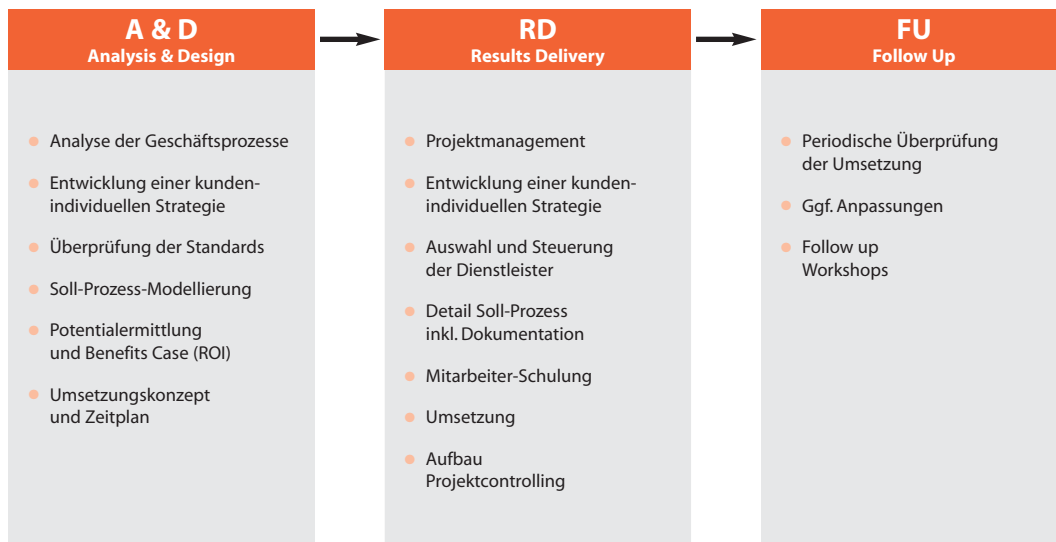 A & D
Analysis & Design
Analyse der Geschäftsprozesse
Entwicklung einer kunden-
individuellen Strategie
Überprüfung der Standards
Soll-Prozess-Modellierung
Potentialermittlung
und Benefits Case (ROI)
Umsetzungskonzept
und Zeitplan
RD
Results Delivery
Projektmanagement
Entwicklung einer kunden-
individuellen Strategie
Auswahl und Steuerung
der Dienstleister
Detail Soll-Prozess
inkl. Dokumentation
Mitarbeiter-Schulung
Umsetzung
Aufbau
Projektcontrolling
FU
Follow Up
Periodische Überprüfung
der Umsetzung
Ggf. Anpassungen
Follow up
Workshops